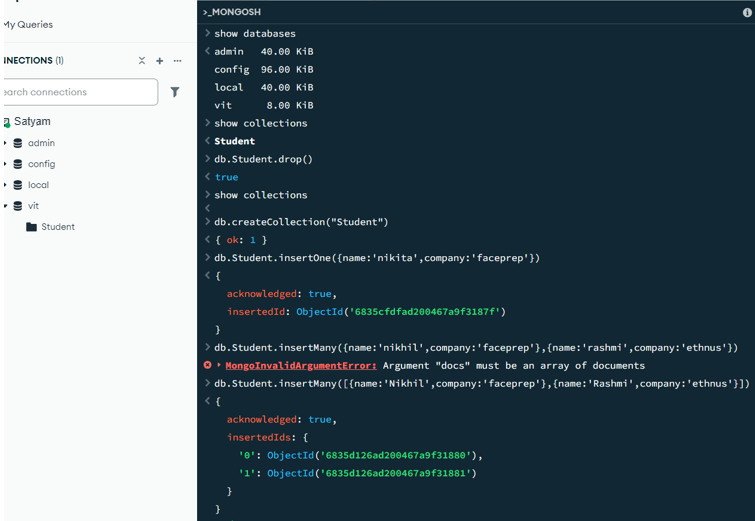 My Queries
CONNECTIONS (1)
Search connections
Satyam
admin
config
local
vit
Student
>_MONGOSH
show databases
admin 40.00 KiB
config 96.00 KiB
local 40.00 KiB
vit 8.00 KiB
show collections
Student
db.Student.drop()
true
show collections
db.createCollection("Student")
{ ok: 1 }
db.Student.insertOne({name:'nikita',company:'faceprep'})
{
acknowledged: true,
insertedId: ObjectId('6835cfdfad200467a9f3187f')
}
db.Student.insertMany({name:'nikhil',company:'faceprep'},{name:'rashmi',company:'ethnus'})
MongoInvalidArgumentError: Argument "docs" must be an array of documents
db.Student.insertMany([{name:'Nikhil',company:'faceprep'},{name:'Rashmi',company:'ethnus'}])
{
acknowledged: true,
insertedIds: {
'0': ObjectId('6835d126ad200467a9f31880'),
'1': ObjectId('6835d126ad200467a9f31881')
}
}